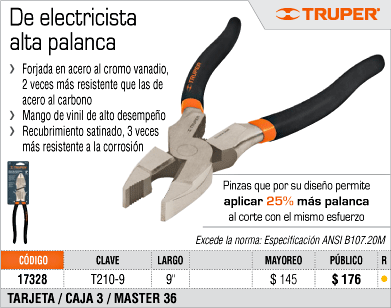 De electricista
alta palanca
TRUPER®
Forjada en acero al cromo vanadio,
2 veces más resistente que las de
acero al carbono
Mango de vinil de alto desempeño
Recubrimiento satinado, 3 veces
más resistente a la corrosión
Pinzas que por su diseño permite
aplicar 25% más palanca
al corte con el mismo esfuerzo
Excede la norma: Especificación ANSI B107.20M
CÓDIGO CLAVE LARGO MAYOREO PÚBLICO R
17328 T210-9 9" $ 145 $ 176
TARJETA / CAJA 3 / MASTER 36